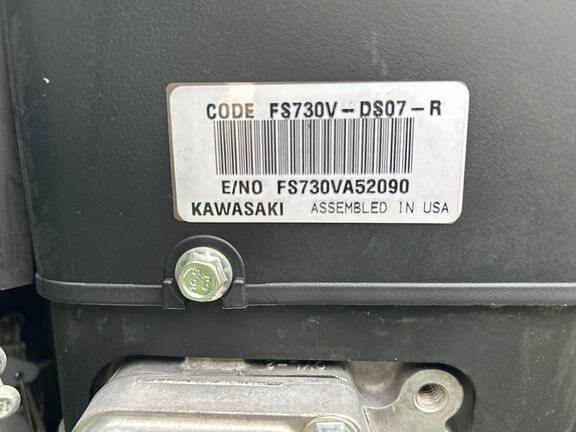 CODE FS730V-DS07-R
E/NO FS730VA52090
KAWASAKI ASSEMBLED IN USA